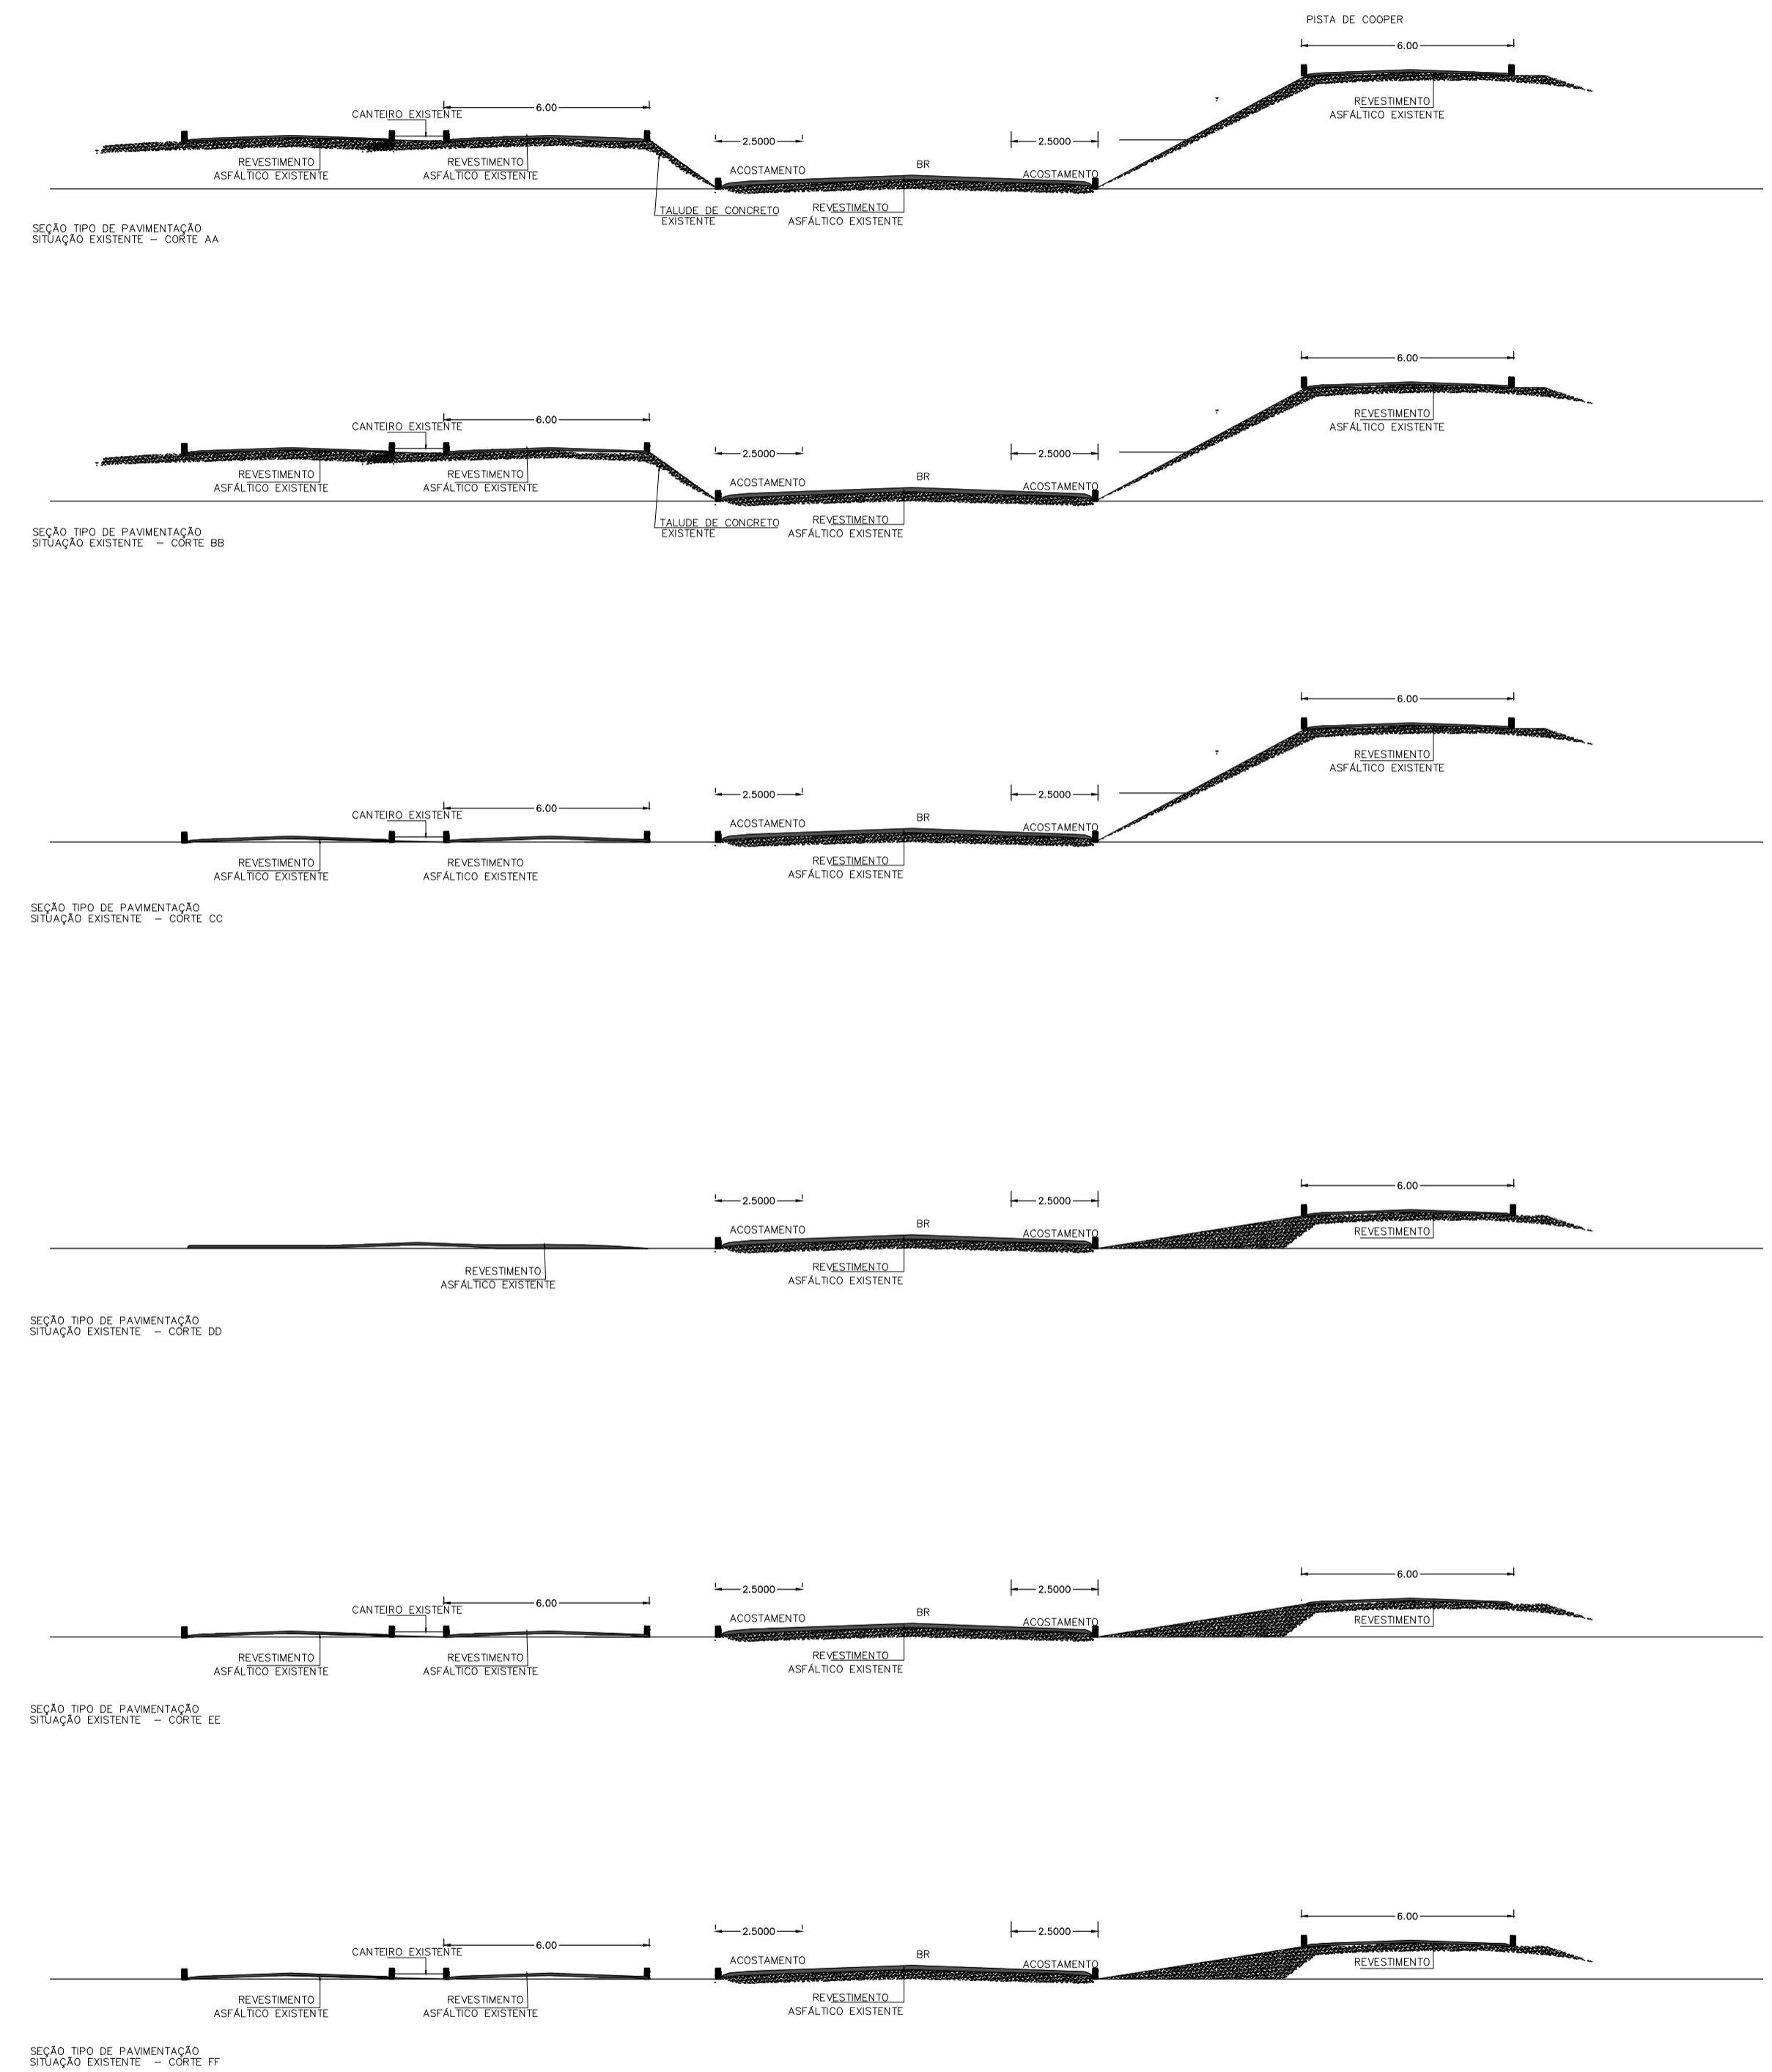 PISTA DE COOPER
6.00
6.00
CANTEIRO EXISTENTE
REVESTIMENTO
ASFÁLTICO EXISTENTE
2.5000
2.5000
REVESTIMENTO
ASFÁLTICO EXISTENTE
REVESTIMENTO
ASFÁLTICO EXISTENTE
ACOSTAMENTO
BR
ACOSTAMENTO
TALUDE DE CONCRETO
EXISTENTE
REVESTIMENTO
ASFÁLTICO EXISTENTE
SEÇÃO TIPO DE PAVIMENTAÇÃO
SITUAÇÃO EXISTENTE – CORTE AA
6.00
6.00
CANTEIRO EXISTENTE
REVESTIMENTO
ASFÁLTICO EXISTENTE
2.5000
2.5000
REVESTIMENTO
ASFÁLTICO EXISTENTE
REVESTIMENTO
ASFÁLTICO EXISTENTE
ACOSTAMENTO
BR
ACOSTAMENTO
TALUDE DE CONCRETO
EXISTENTE
REVESTIMENTO
ASFÁLTICO EXISTENTE
SEÇÃO TIPO DE PAVIMENTAÇÃO
SITUAÇÃO EXISTENTE – CORTE BB
6.00
REVESTIMENTO
ASFÁLTICO EXISTENTE
2.5000
2.5000
6.00
CANTEIRO EXISTENTE
ACOSTAMENTO
BR
ACOSTAMENTO
REVESTIMENTO
ASFÁLTICO EXISTENTE
REVESTIMENTO
ASFÁLTICO EXISTENTE
REVESTIMENTO
ASFÁLTICO EXISTENTE
SEÇÃO TIPO DE PAVIMENTAÇÃO
SITUAÇÃO EXISTENTE – CORTE CC
6.00
2.5000
2.5000
ACOSTAMENTO
BR
ACOSTAMENTO
REVESTIMENTO
REVESTIMENTO
ASFÁLTICO EXISTENTE
REVESTIMENTO
ASFÁLTICO EXISTENTE
SEÇÃO TIPO DE PAVIMENTAÇÃO
SITUAÇÃO EXISTENTE – CORTE DD
6.00
2.5000
2.5000
6.00
CANTEIRO EXISTENTE
ACOSTAMENTO
BR
ACOSTAMENTO
REVESTIMENTO
REVESTIMENTO
ASFÁLTICO EXISTENTE
REVESTIMENTO
ASFÁLTICO EXISTENTE
REVESTIMENTO
ASFÁLTICO EXISTENTE
SEÇÃO TIPO DE PAVIMENTAÇÃO
SITUAÇÃO EXISTENTE – CORTE EE
6.00
2.5000
2.5000
6.00
CANTEIRO EXISTENTE
ACOSTAMENTO
BR
ACOSTAMENTO
REVESTIMENTO
REVESTIMENTO
ASFÁLTICO EXISTENTE
REVESTIMENTO
ASFÁLTICO EXISTENTE
REVESTIMENTO
ASFÁLTICO EXISTENTE
SEÇÃO TIPO DE PAVIMENTAÇÃO
SITUAÇÃO EXISTENTE – CORTE FF